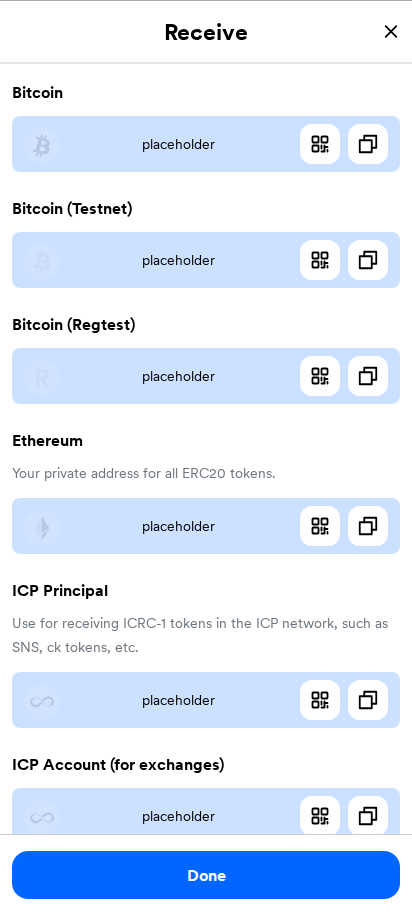 Receive
Bitcoin
placeholder
Bitcoin (Testnet)
placeholder
Bitcoin (Regtest)
R
placeholder
Ethereum
Your private address for all ERC20 tokens.
placeholder
ICP Principal
Use for receiving ICRC-1 tokens in the ICP network, such as
SNS, ck tokens, etc.
placeholder
ICP Account (for exchanges)
placeholder
Done